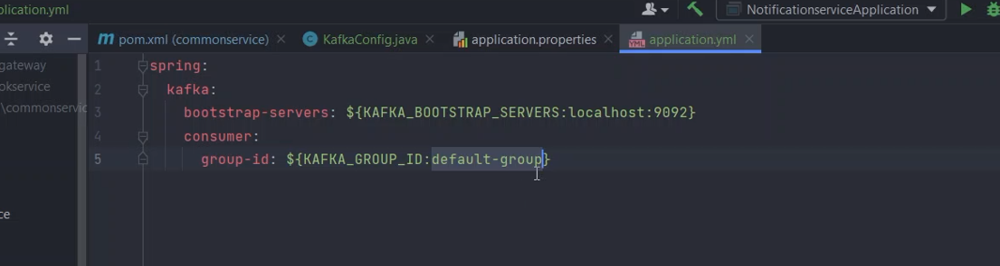 plication.yml
NotificationserviceApplication
pom.xml (commonservice)
KafkaConfig.java
application.properties
application.yml
gateway
okservice
\commonservic
ce
1 spring:
2 kafka:
3 bootstrap-servers: ${KAFKA_BOOTSTRAP_SERVERS:localhost:9092}
4 consumer:
5 group-id: ${KAFKA_GROUP_ID:default-group}